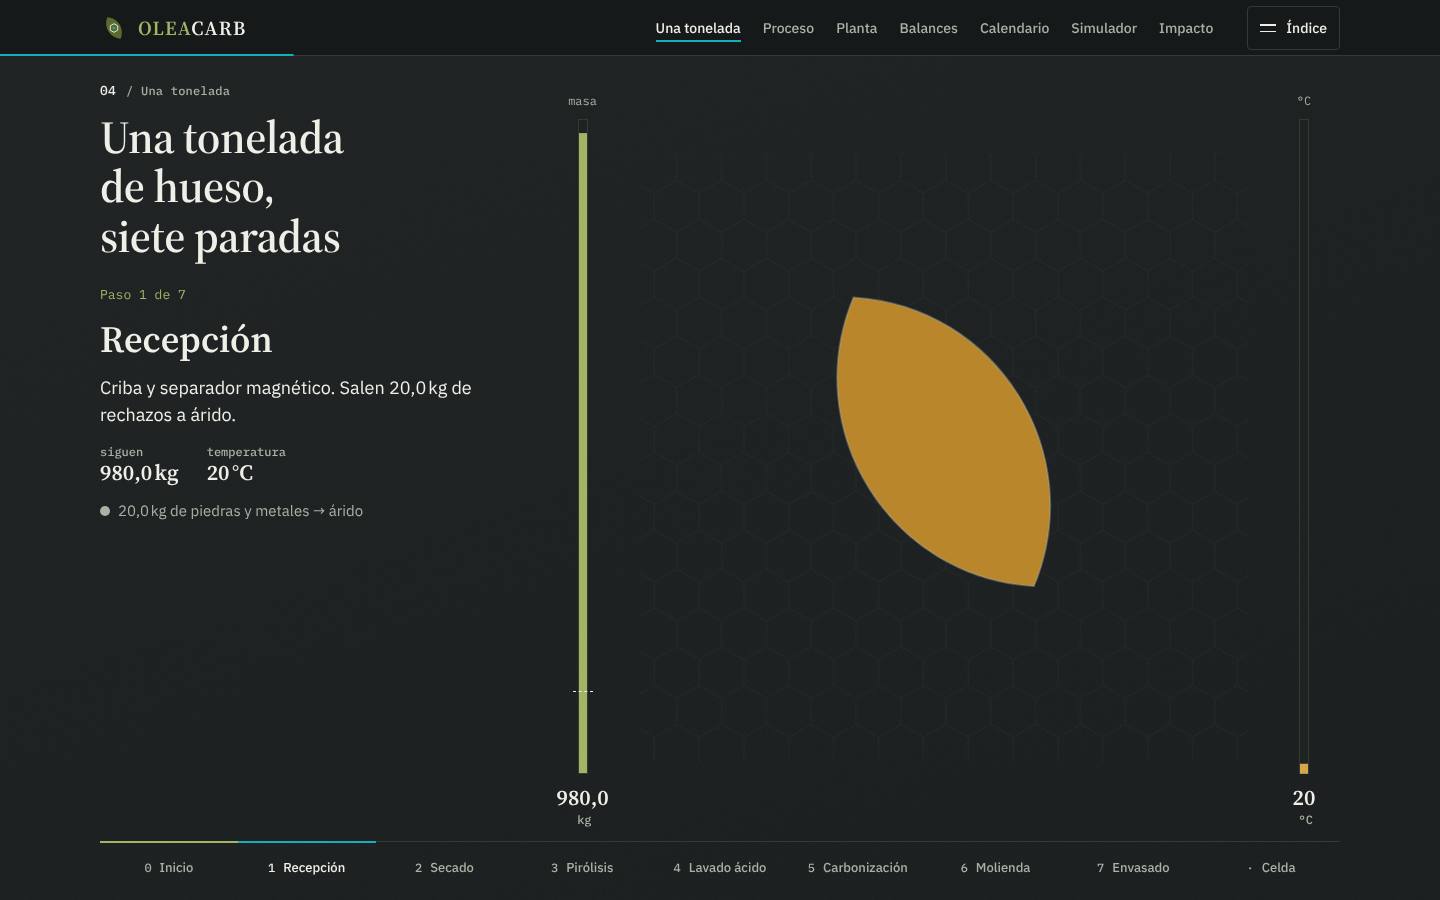 OLEACARB
Una tonelada Proceso Planta Balances Calendario Simulador Impacto Índice
04 / Una tonelada
Una tonelada
de hueso,
siete paradas
Paso 1 de 7
Recepción
Criba y separador magnético. Salen 20,0 kg de
rechazos a árido.
siguen temperatura
980,0 kg 20 °C
20,0 kg de piedras y metales → árido
masa
980,0
kg
°C
20
°C
0 Inicio 1 Recepción 2 Secado 3 Pirólisis 4 Lavado ácido 5 Carbonización 6 Molienda 7 Envasado · Celda